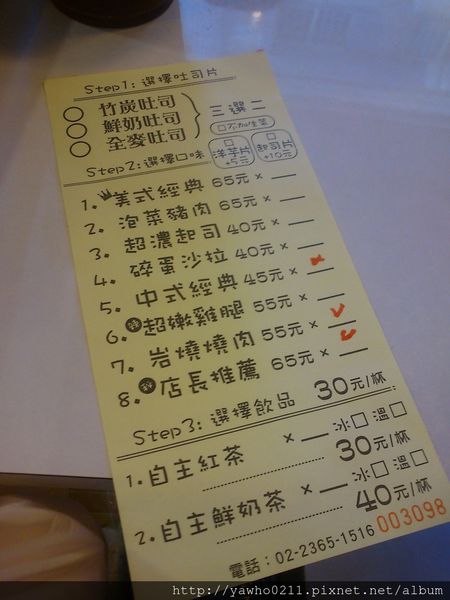 Step1: 選擇吐司片
竹炭吐司
鮮奶吐司
全麥吐司
三選二
不加生菜
Step2: 選擇口味
洋芋片
+5元
起司片
+10元
1. 美式經典 65元 ×
2. 泡菜豬肉 65元 ×
3. 超濃起司 40元 ×
4. 碎蛋沙拉 40元 ×
5. 中式經典 45元 ×
6. 超嫩雞腿 55元 ×
7. 岩燒燒肉 55元 ×
8. 店長推薦 65元 ×
Step3: 選擇飲品 30元/杯
1. 自主紅茶 × 冰 溫
30元/杯
2. 自主鮮奶茶 × 冰 溫
40元/杯
電話：02-2365-1516 003098
http://yawho0211.pixnet.net/album